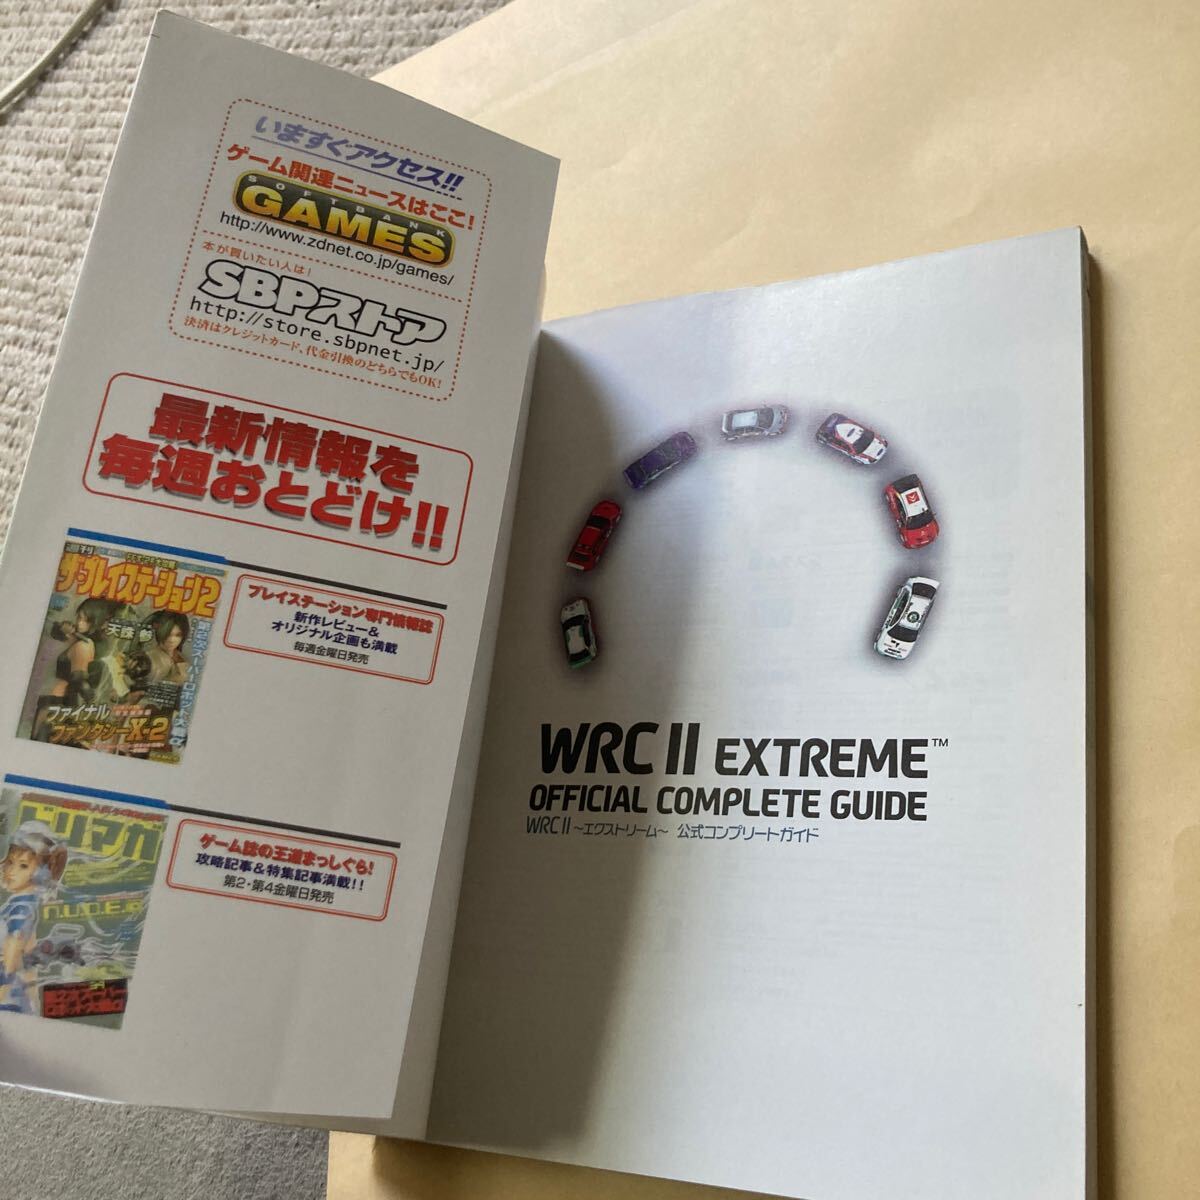 いますぐアクセス!!
ゲーム関連ニュースはここ!
SOFTBANK
GAMES
http://www.zdnet.co.jp/games/
本が買いたい人は!
SBPストア
http://store.sbpnet.jp/
決済はクレジットカード、代金引換のどちらでもOK!
最新情報を
毎週おとどけ!!
ザ・プレイステーション2
ファイナル
ファンタジーX-2
プレイステーション専門情報誌
新作レビュー&
オリジナル企画も満載
毎週金曜日発売
ドリマガ
N.U.D.E.@
ゲーム誌の王道まっしぐら!
攻略記事&特集記事満載!!
第2・第4金曜日発売
WRC II EXTREME™
OFFICIAL COMPLETE GUIDE
WRC II ~エクストリーム~ 公式コンプリートガイド